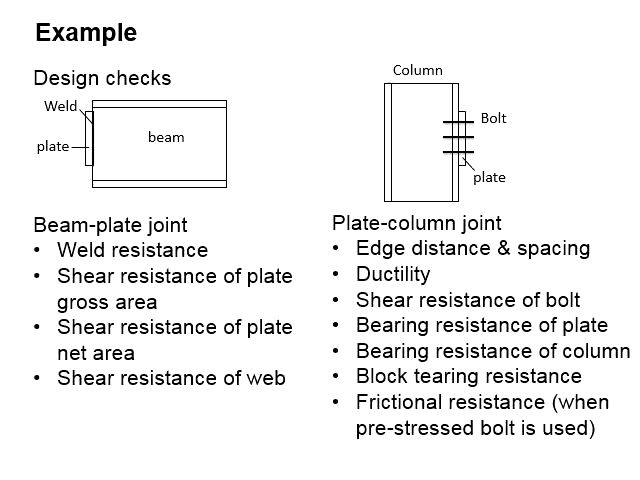 Example
Design checks
Weld
plate
beam
Column
Bolt
plate
Beam-plate joint
• Weld resistance
• Shear resistance of plate
gross area
• Shear resistance of plate
net area
• Shear resistance of web
Plate-column joint
• Edge distance & spacing
• Ductility
• Shear resistance of bolt
• Bearing resistance of plate
• Bearing resistance of column
• Block tearing resistance
• Frictional resistance (when
pre-stressed bolt is used)